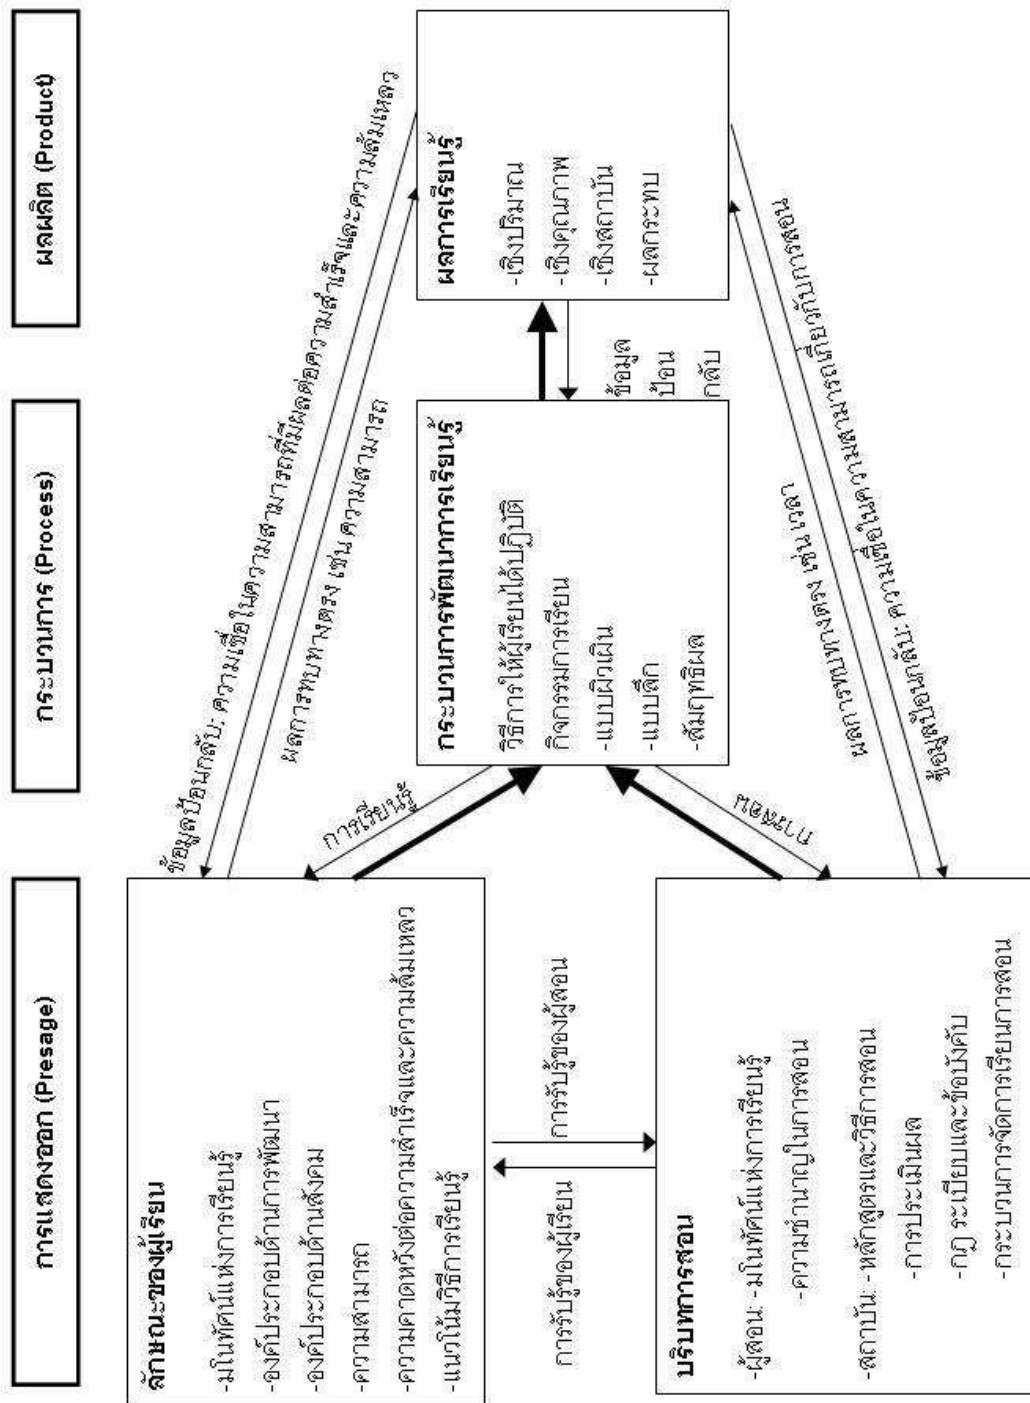 การแสดงออก (Presage)
กระบวนการ (Process)
ผลผลิต (Product)
ลักษณะของผู้เรียน
-มโนทัศน์แห่งการเรียนรู้
-องค์ประกอบด้านการพัฒนา
-องค์ประกอบด้านสังคม
-ความสามารถ
-ความคาดหวังต่อความสำเร็จและความล้มเหลว
-แนวโน้มวิธีการเรียนรู้
การรับรู้ของผู้เรียน
การรับรู้ของผู้สอน
บริบทการสอน
-ผู้สอน: -มโนทัศน์แห่งการเรียนรู้
-ความชำนาญในการสอน
-สถาบัน: -หลักสูตรและวิธีการสอน
-การประเมินผล
-กฎ ระเบียบและข้อบังคับ
-กระบวนการจัดการเรียนการสอน
การเรียนรู้
การสอน
กระบวนการพัฒนาการเรียนรู้
วิธีการให้ผู้เรียนได้ปฏิบัติ
กิจกรรมการเรียน
-แบบผิวเผิน
-แบบลึก
-สัมฤทธิผล
ข้อมูล
ป้อน
กลับ
ผลการเรียนรู้
-เชิงปริมาณ
-เชิงคุณภาพ
-เชิงสถาบัน
-ผลกระทบ
ข้อมูลป้อนกลับ: ความเชื่อในความสามารถที่มีผลต่อความสำเร็จและความล้มเหลว
ผลการทบทางตรง เช่น ความสามารถ
ผลการทบทางตรง เช่น เวลา
ข้อมูลป้อนกลับ: ความเชื่อในความสามารถเกี่ยวกับการสอน